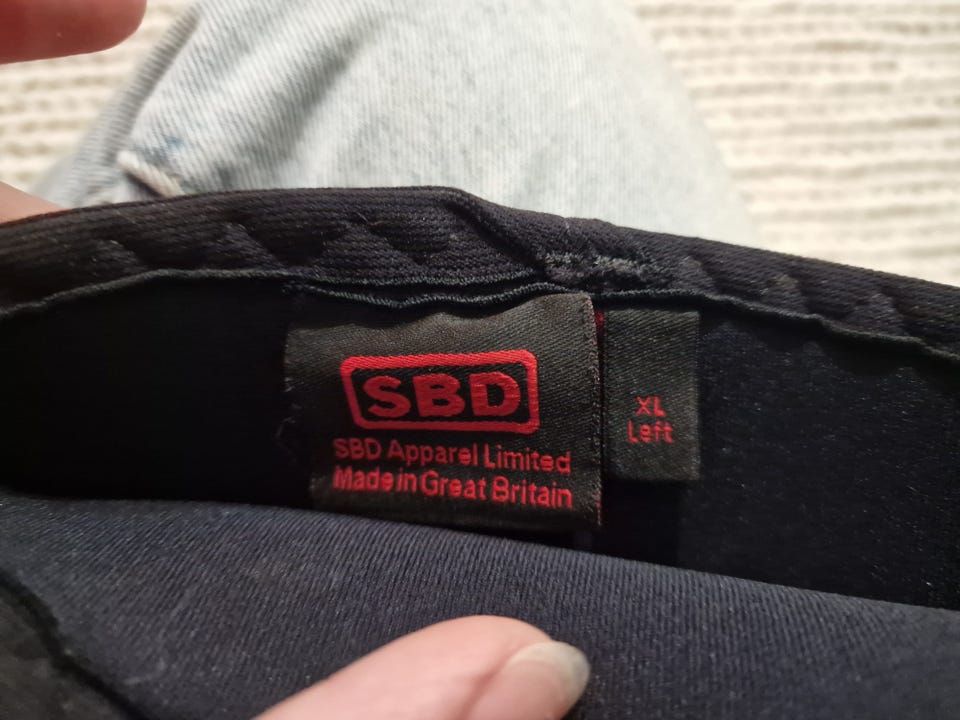 SBD
SBD Apparel Limited
Made in Great Britain
XL
Left